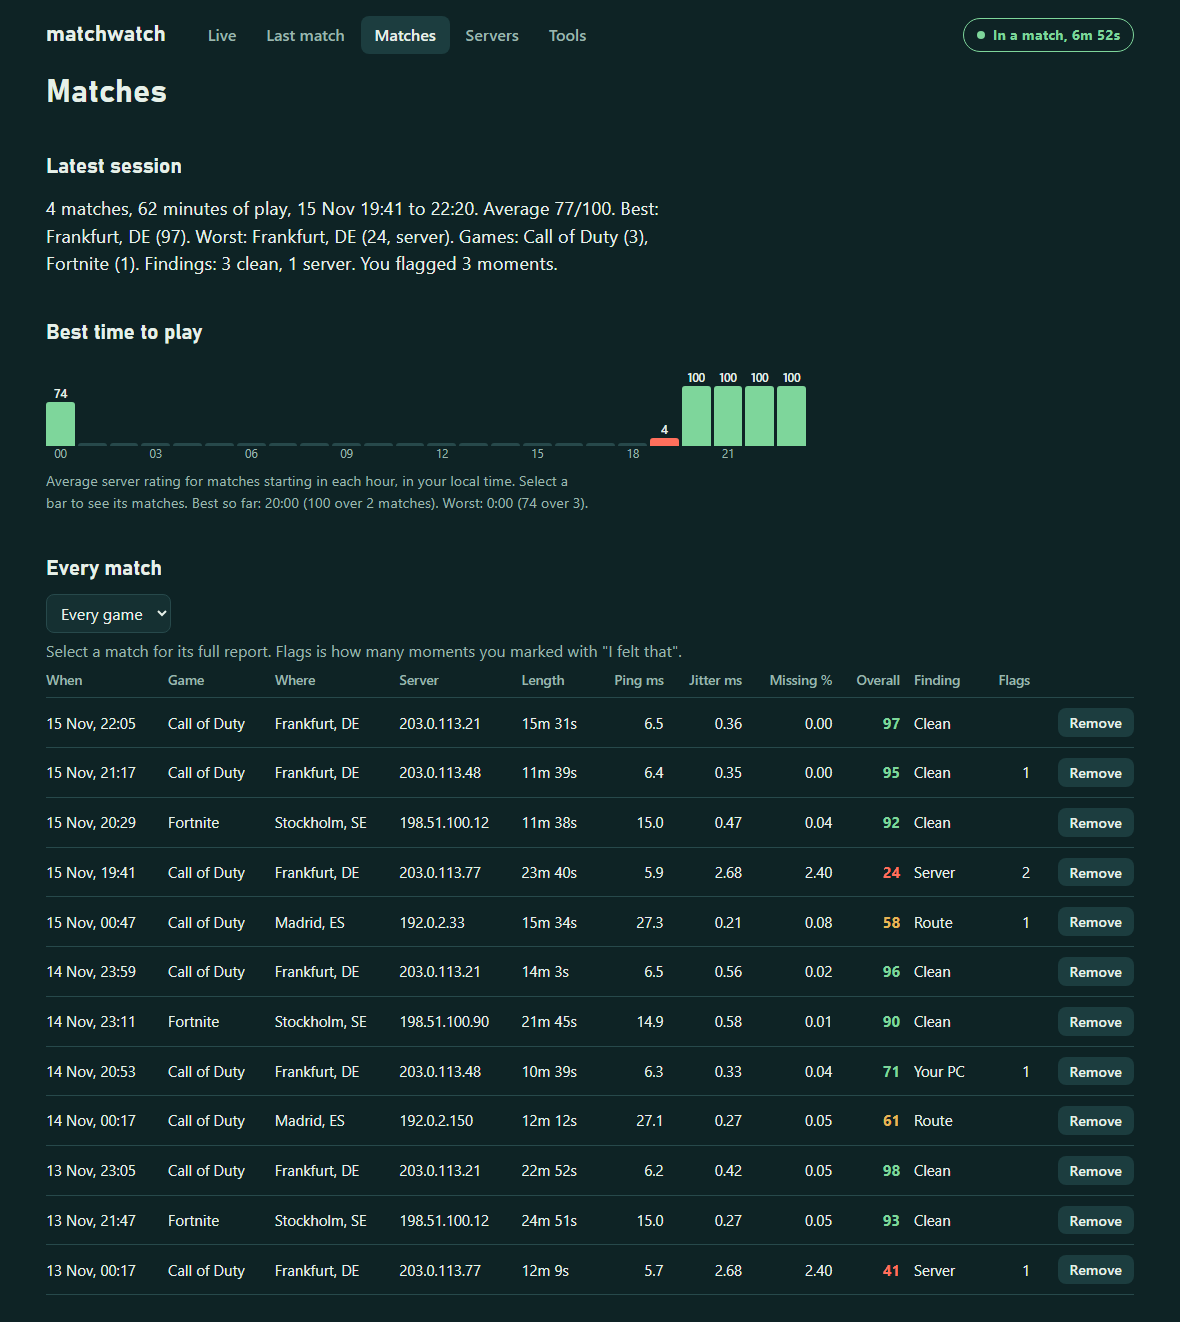 matchwatch Live Last match Matches Servers Tools In a match, 6m 52s
Matches
Latest session
4 matches, 62 minutes of play, 15 Nov 19:41 to 22:20. Average 77/100. Best:
Frankfurt, DE (97). Worst: Frankfurt, DE (24, server). Games: Call of Duty (3),
Fortnite (1). Findings: 3 clean, 1 server. You flagged 3 moments.
Best time to play
74 4 100 100 100 100
00 03 06 09 12 15 18 21
Average server rating for matches starting in each hour, in your local time. Select a
bar to see its matches. Best so far: 20:00 (100 over 2 matches). Worst: 0:00 (74 over 3).
Every match
Every game
Select a match for its full report. Flags is how many moments you marked with "I felt that".
When Game Where Server Length Ping ms Jitter ms Missing % Overall Finding Flags
15 Nov, 22:05 Call of Duty Frankfurt, DE 203.0.113.21 15m 31s 6.5 0.36 0.00 97 Clean Remove
15 Nov, 21:17 Call of Duty Frankfurt, DE 203.0.113.48 11m 39s 6.4 0.35 0.00 95 Clean 1 Remove
15 Nov, 20:29 Fortnite Stockholm, SE 198.51.100.12 11m 38s 15.0 0.47 0.04 92 Clean Remove
15 Nov, 19:41 Call of Duty Frankfurt, DE 203.0.113.77 23m 40s 5.9 2.68 2.40 24 Server 2 Remove
15 Nov, 00:47 Call of Duty Madrid, ES 192.0.2.33 15m 34s 27.3 0.21 0.08 58 Route 1 Remove
14 Nov, 23:59 Call of Duty Frankfurt, DE 203.0.113.21 14m 3s 6.5 0.56 0.02 96 Clean Remove
14 Nov, 23:11 Fortnite Stockholm, SE 198.51.100.90 21m 45s 14.9 0.58 0.01 90 Clean Remove
14 Nov, 20:53 Call of Duty Frankfurt, DE 203.0.113.48 10m 39s 6.3 0.33 0.04 71 Your PC 1 Remove
14 Nov, 00:17 Call of Duty Madrid, ES 192.0.2.150 12m 12s 27.1 0.27 0.05 61 Route Remove
13 Nov, 23:05 Call of Duty Frankfurt, DE 203.0.113.21 22m 52s 6.2 0.42 0.05 98 Clean Remove
13 Nov, 21:47 Fortnite Stockholm, SE 198.51.100.12 24m 51s 15.0 0.27 0.05 93 Clean Remove
13 Nov, 00:17 Call of Duty Frankfurt, DE 203.0.113.77 12m 9s 5.7 2.68 2.40 41 Server 1 Remove